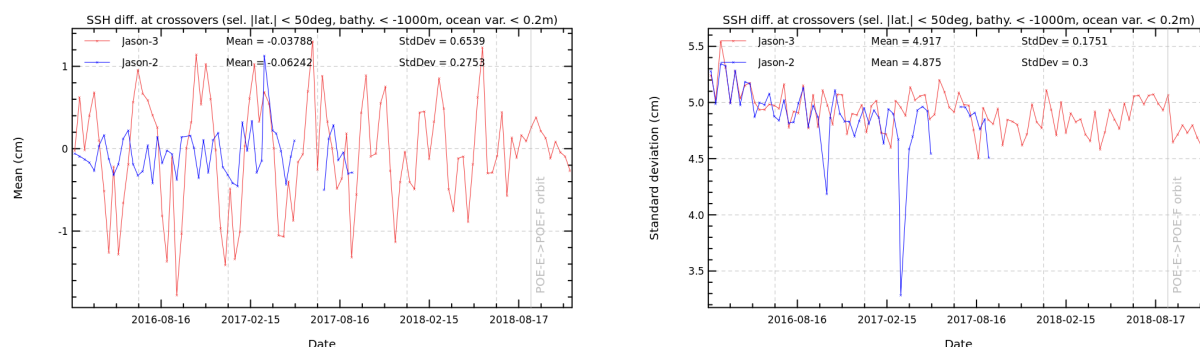 SSH diff. at crossovers (sel. |lat.| < 50deg, bathy. < -1000m, ocean var. < 0.2m)
Jason-3 Mean = -0.03788 StdDev = 0.6539
Jason-2 Mean = -0.06242 StdDev = 0.2753
1
0
-1
Mean (cm)
POE-E->POE-F orbit
2016-08-16 2017-02-15 2017-08-16 2018-02-15 2018-08-17
Date
SSH diff. at crossovers (sel. |lat.| < 50deg, bathy. < -1000m, ocean var. < 0.2m)
Jason-3 Mean = 4.917 StdDev = 0.1751
Jason-2 Mean = 4.875 StdDev = 0.3
5.5
5.0
4.5
4.0
3.5
Standard deviation (cm)
POE-E->POE-F orbit
2016-08-16 2017-02-15 2017-08-16 2018-02-15 2018-08-17
Date